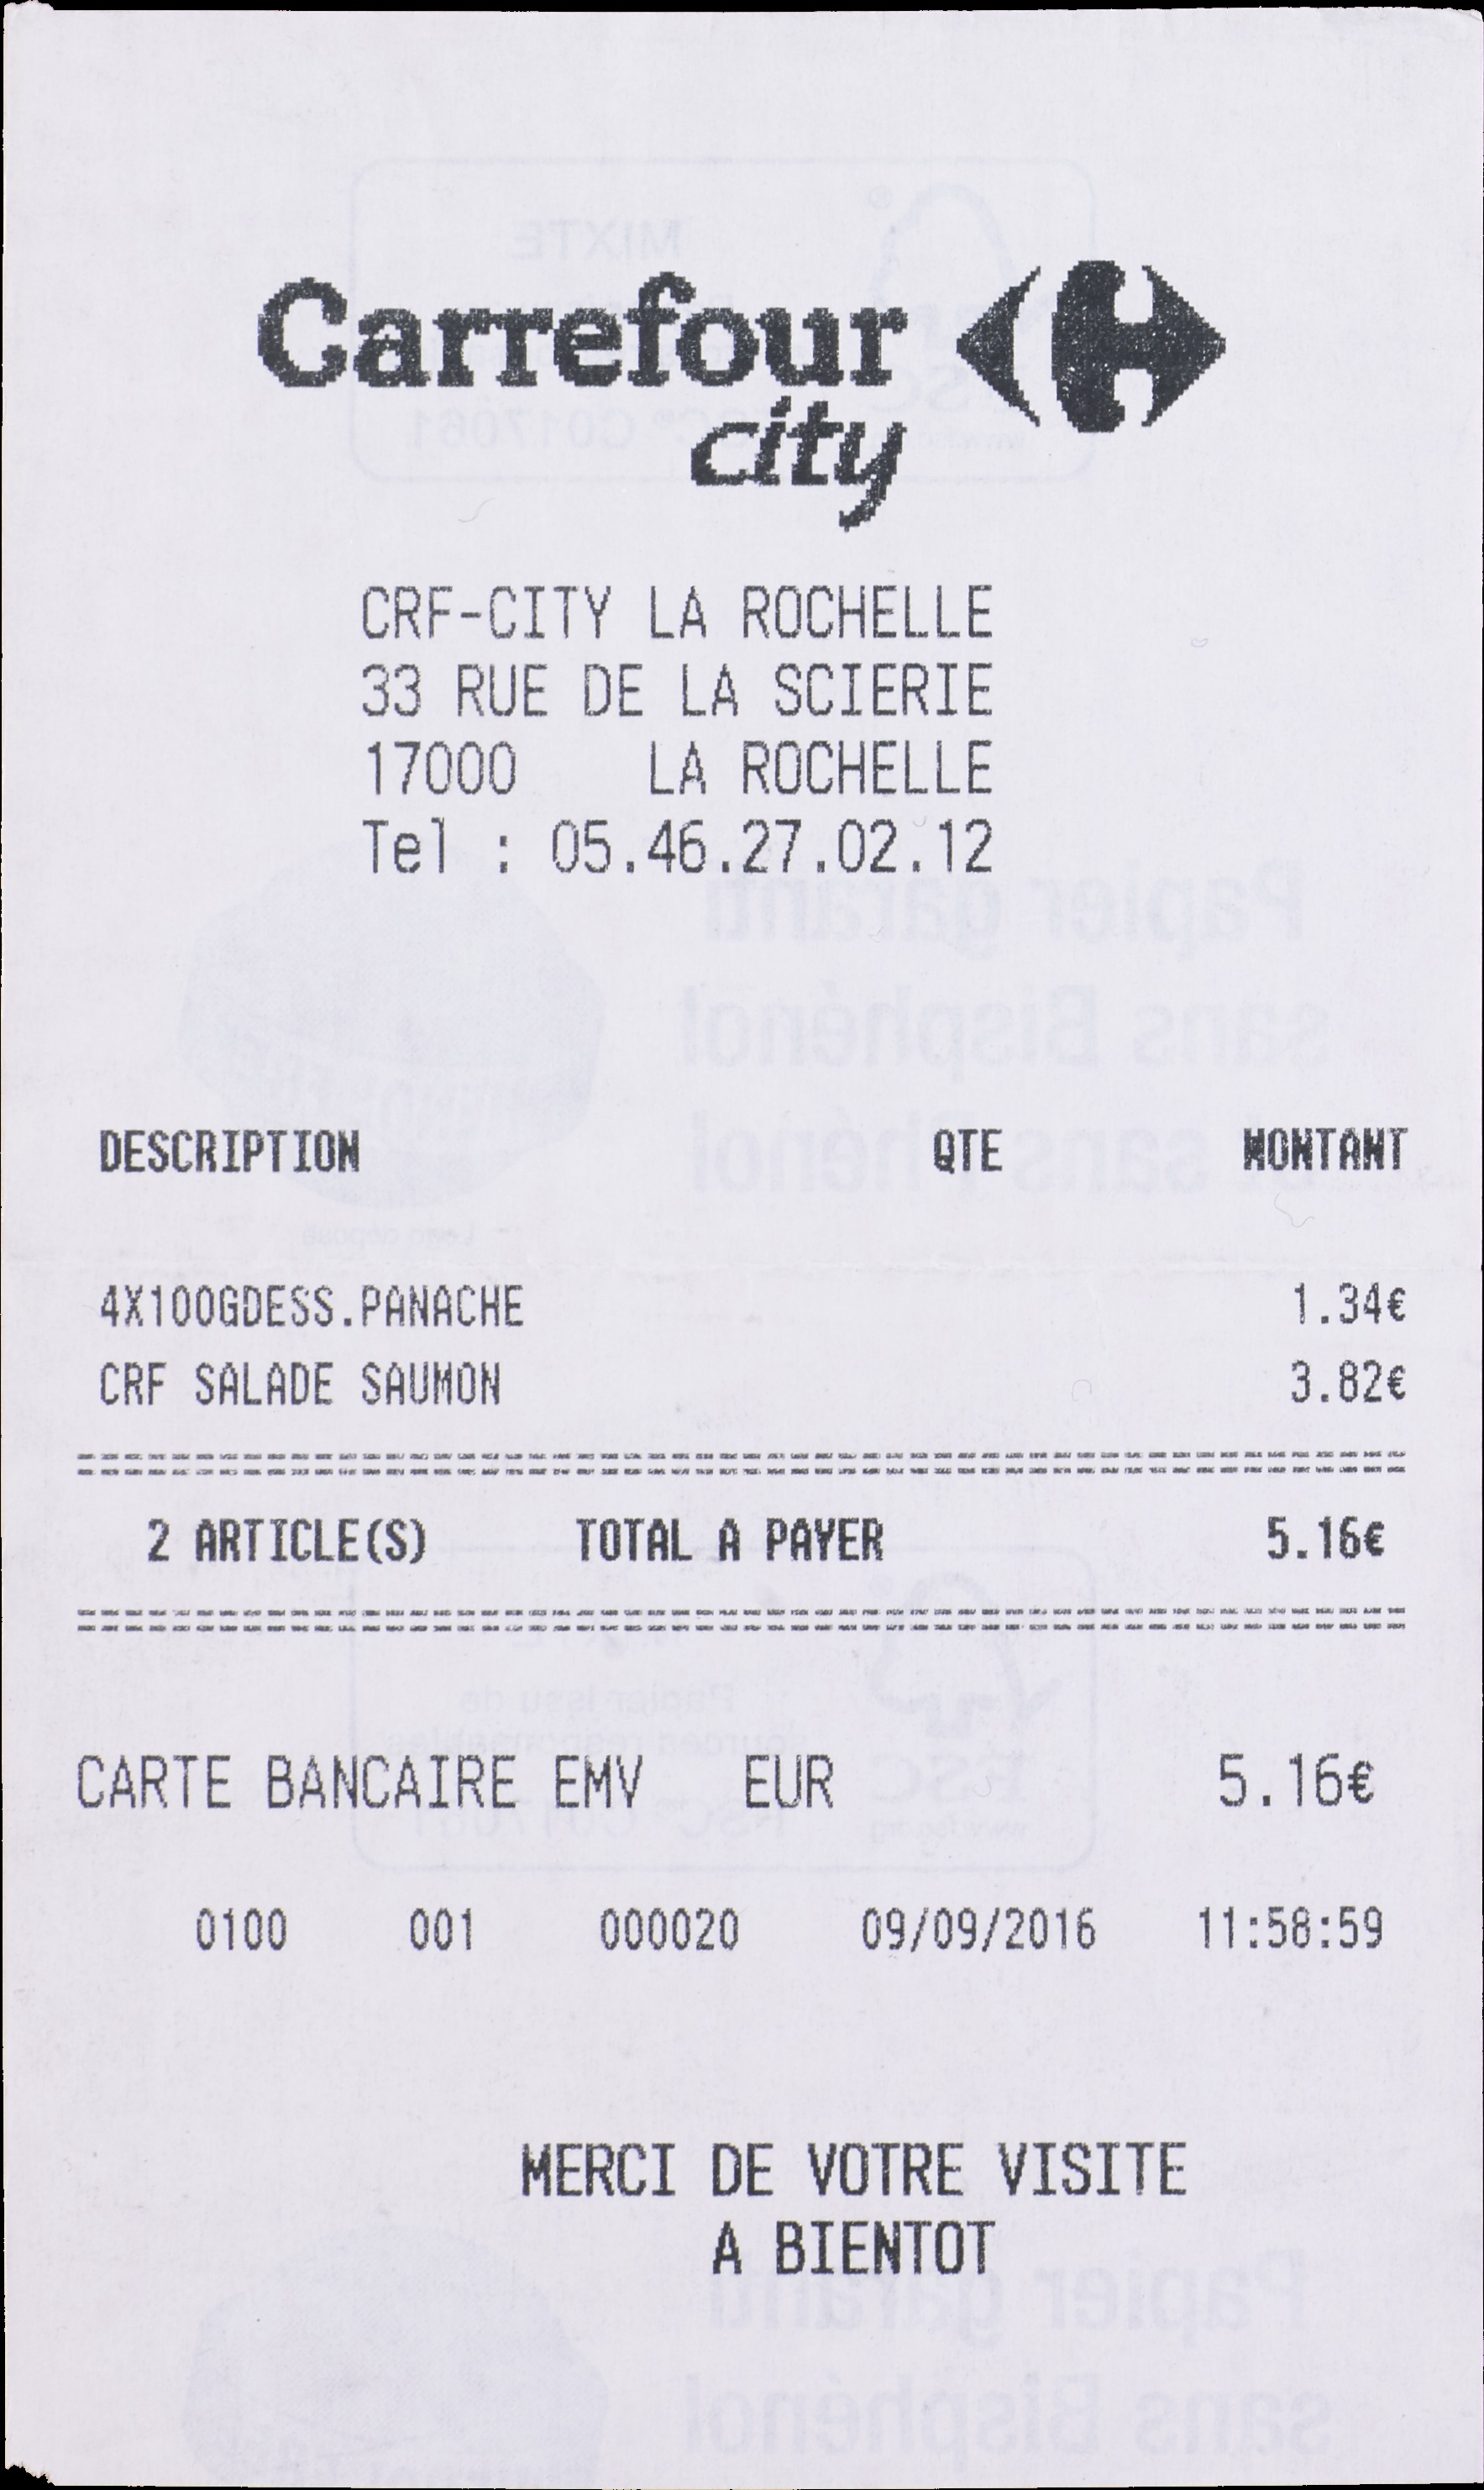 Carrefour
city
CRF-CITY LA ROCHELLE
33 RUE DE LA SCIERIE
17000 LA ROCHELLE
Tel : 05.46.27.02.12
DESCRIPTION QTE MONTANT
4X100GDESS.PANACHE 1.34€
CRF SALADE SAUMON 3.82€
2 ARTICLE(S) TOTAL A PAYER 5.16€
CARTE BANCAIRE EMV EUR 5.16€
0100 001 000020 09/09/2016 11:58:59
MERCI DE VOTRE VISITE
A BIENTOT